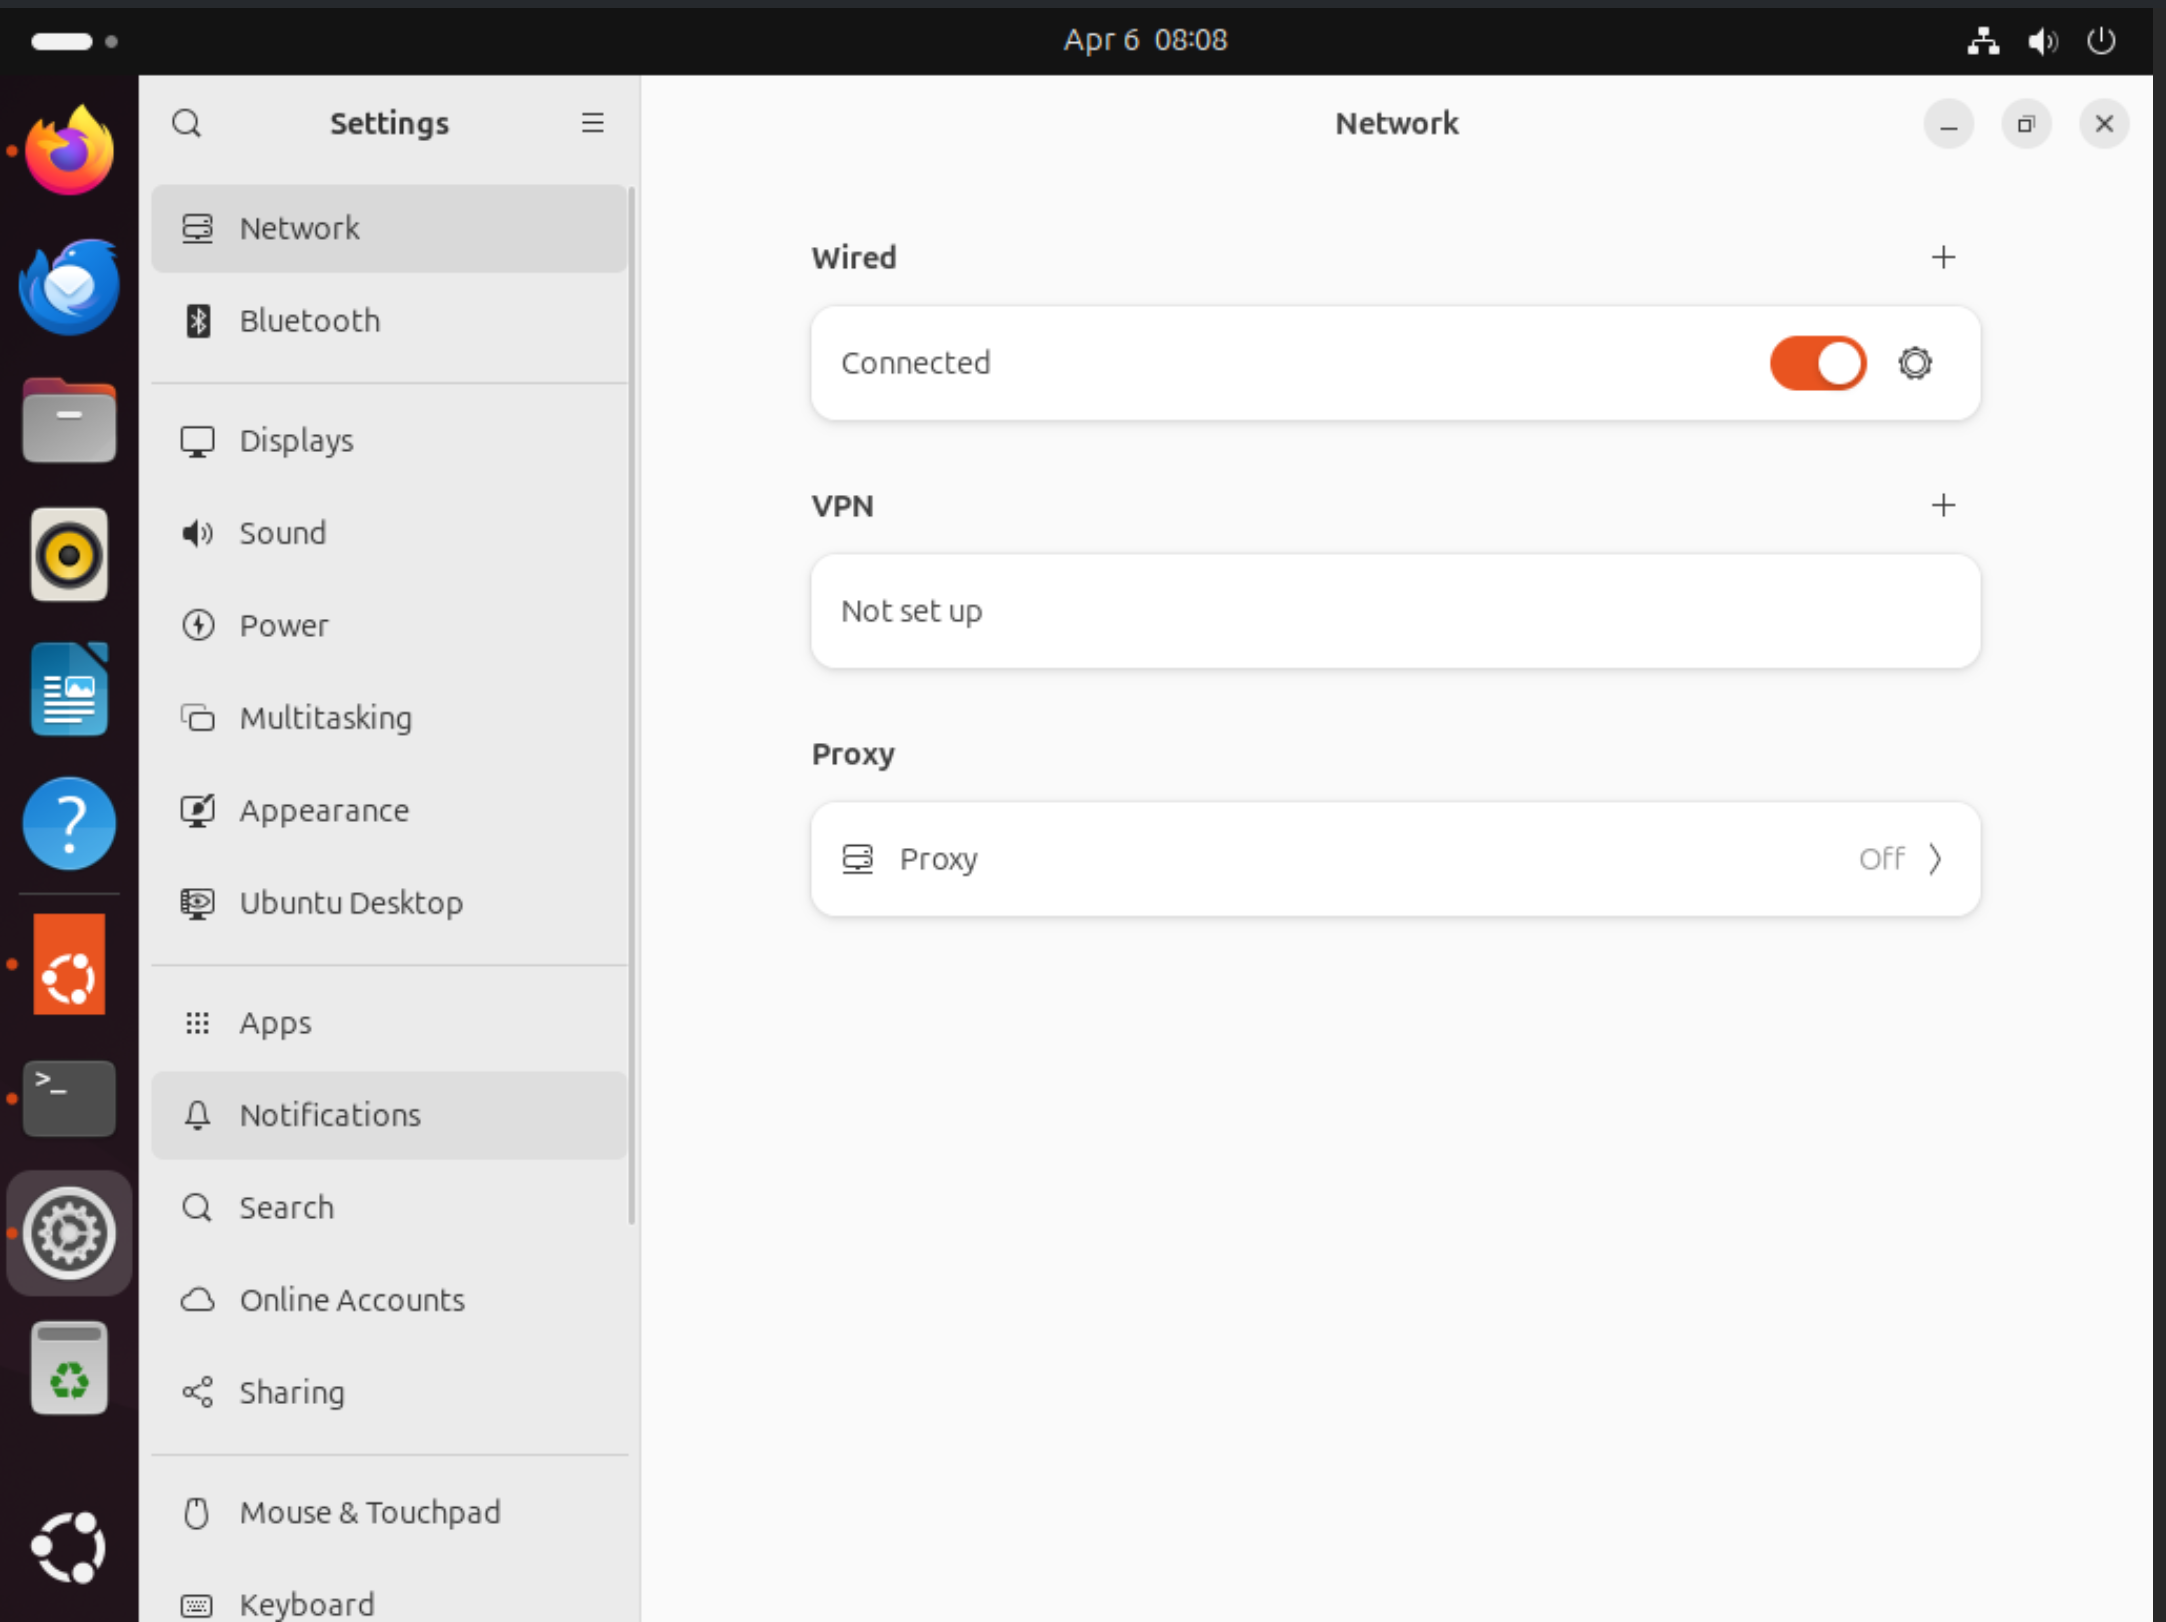 Apr 6 08:08
Settings
Network
Network
Bluetooth
Displays
Sound
Power
Multitasking
Appearance
Ubuntu Desktop
Apps
Notifications
Search
Online Accounts
Sharing
Mouse & Touchpad
Keyboard
Wired
Connected
VPN
Not set up
Proxy
Proxy Off